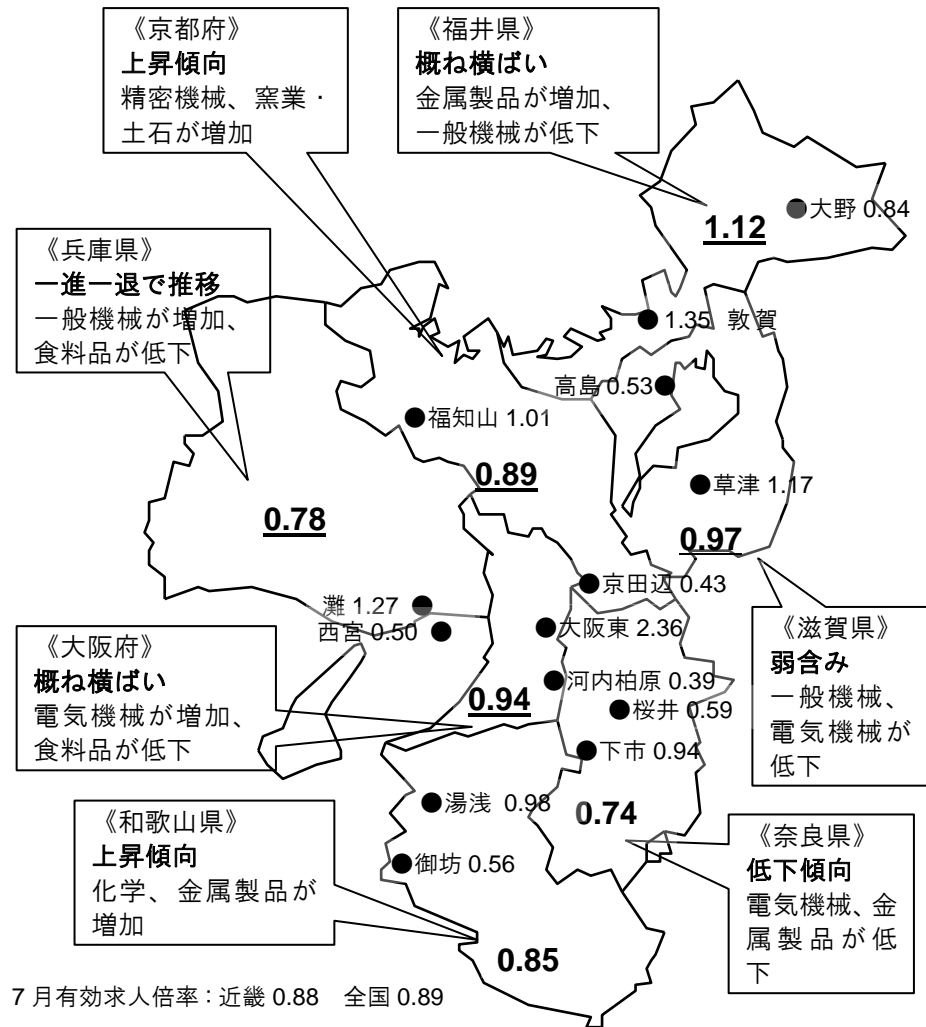 《京都府》
上昇傾向
精密機械、窯業・
土石が増加
《福井県》
概ね横ばい
金属製品が増加、
一般機械が低下
1.12
大野 0.84
《兵庫県》
一進一退で推移
一般機械が増加、
食料品が低下
1.35 敦賀
高島 0.53
福知山 1.01
0.89
草津 1.17
0.78
0.97
京田辺 0.43
灘 1.27
西宮 0.50
大阪東 2.36
《大阪府》
概ね横ばい
電気機械が増加、
食料品が低下
《滋賀県》
弱含み
一般機械、
電気機械が
低下
河内柏原 0.39
0.94
桜井 0.59
下市 0.94
湯浅 0.98
0.74
《和歌山県》
上昇傾向
化学、金属製品が
増加
御坊 0.56
《奈良県》
低下傾向
電気機械、金
属製品が低
下
0.85
7 月有効求人倍率：近畿 0.88 全国 0.89